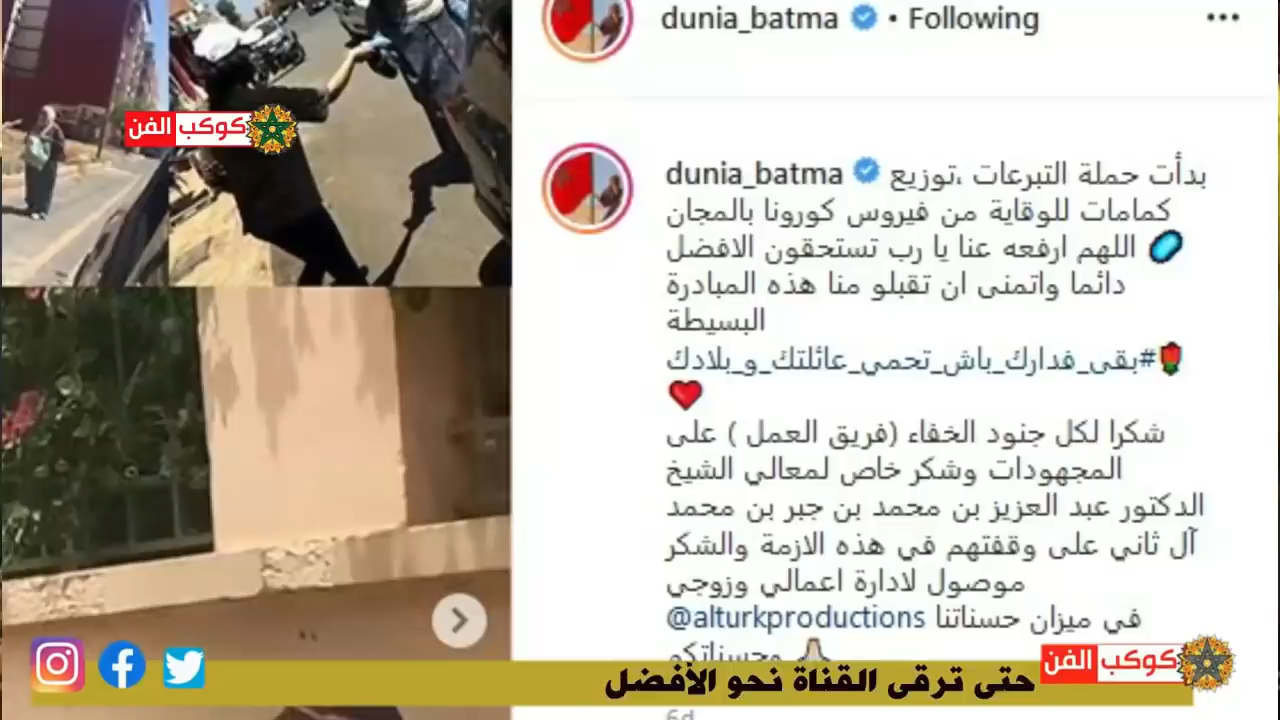 dunia_batma • Following
كوكب الفن
dunia_batma بدأت حملة التبرعات ،توزيع
كمامات للوقاية من فيروس كورونا بالمجان
اللهم ارفعه عنا يا رب تستحقون الافضل
دائما واتمنى ان تقبلو منا هذه المبادرة
البسيطة
#بقى_فدارك_باش_تحمي_عائلتك_و_بلادك
شكرا لكل جنود الخفاء (فريق العمل ) على
المجهودات وشكر خاص لمعالي الشيخ
الدكتور عبد العزيز بن محمد بن جبر بن محمد
آل ثاني على وقفتهم في هذه الازمة والشكر
موصول لادارة اعمالي وزوجي
@alturkproductions في ميزان حسناتنا
وحسناتكم
كوكب الفن
حتى ترقى القناة نحو الأفضل
6d